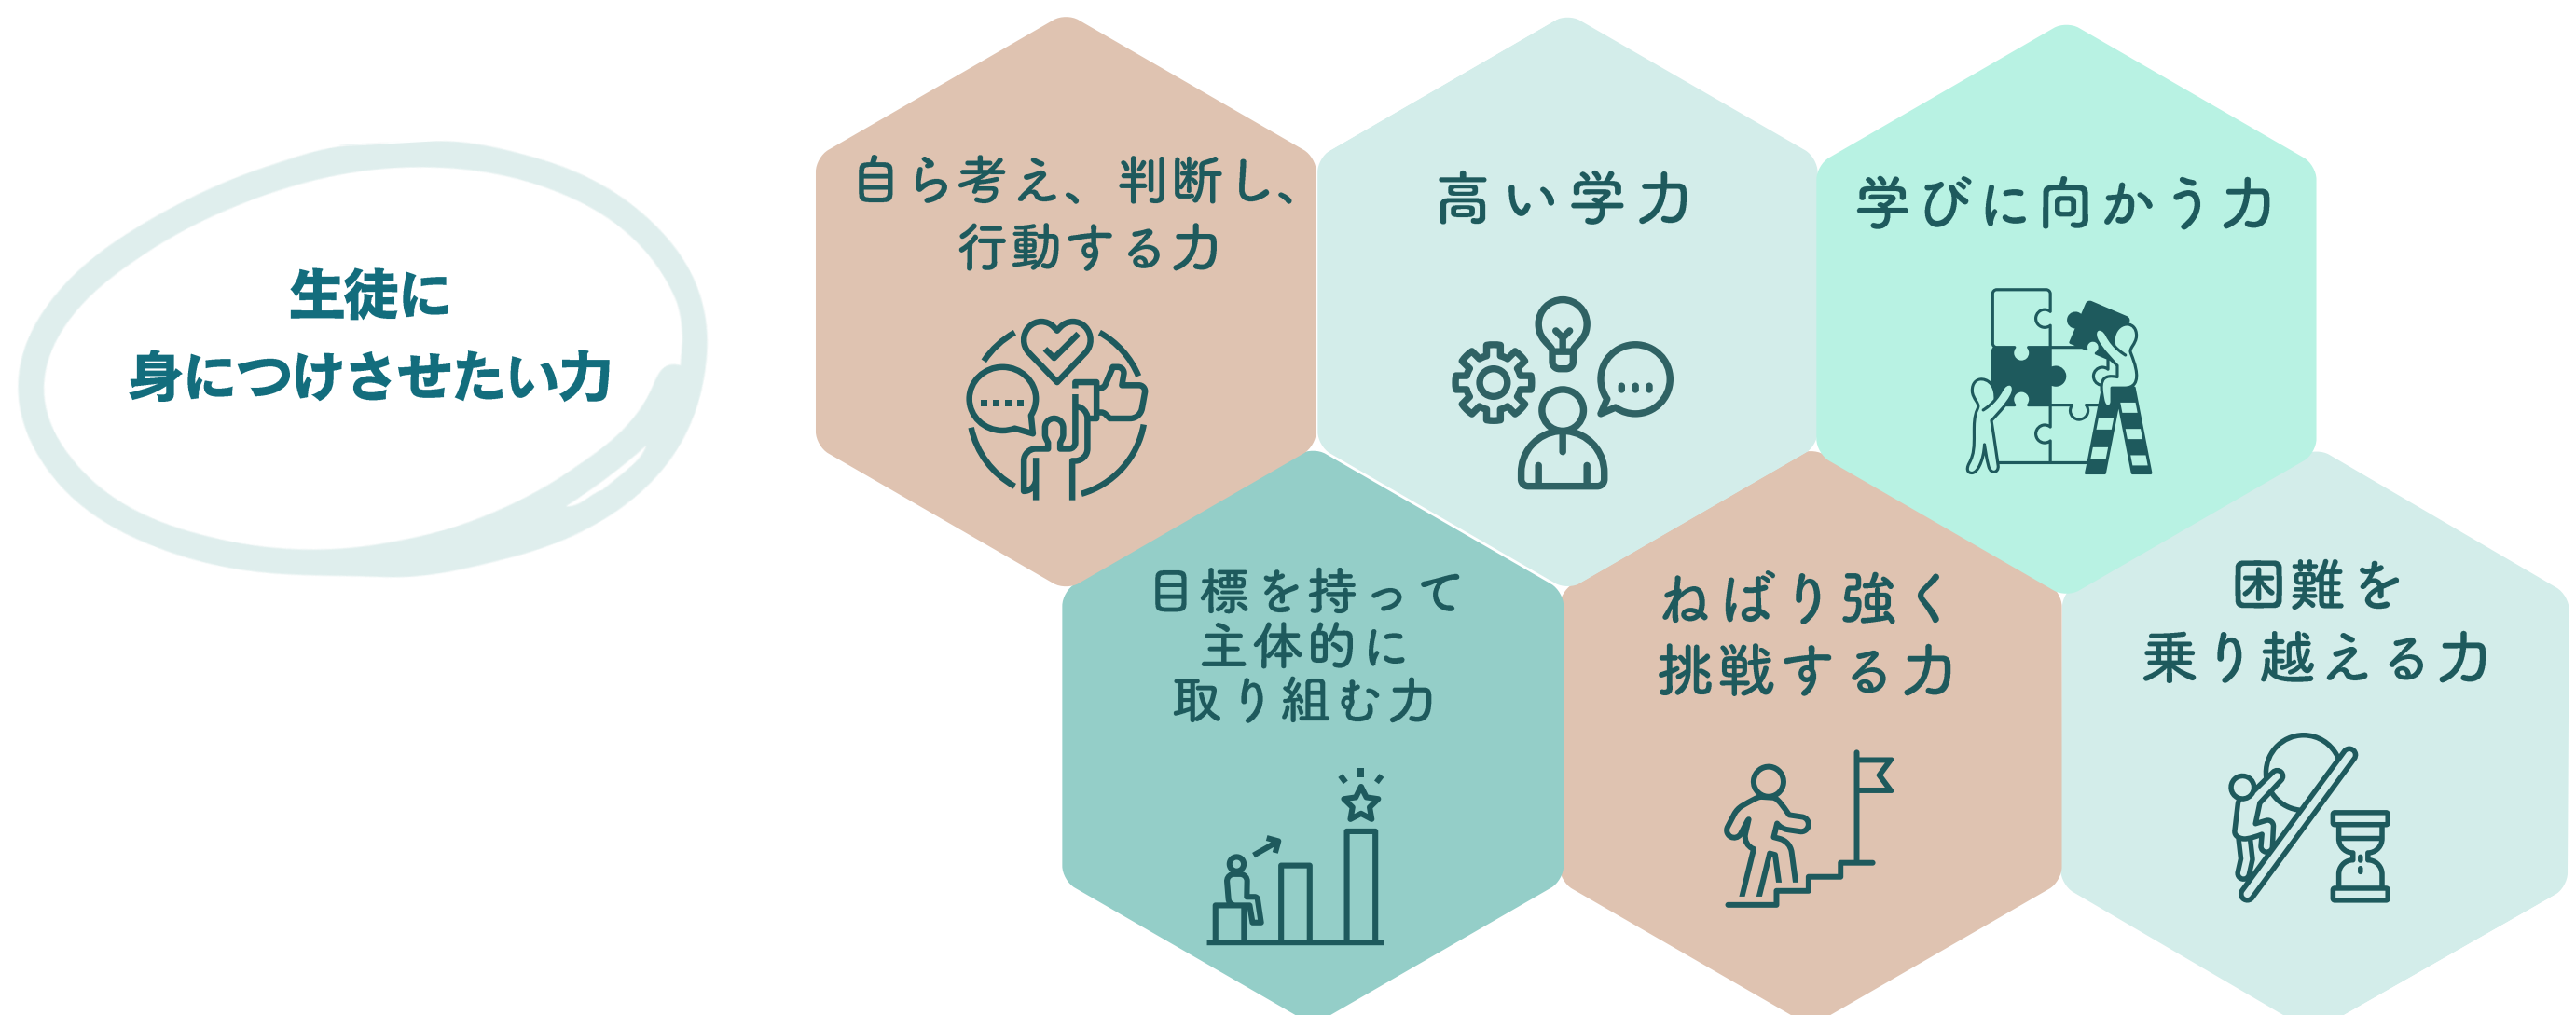 生徒に
身につけさせたい力
自ら考え、判断し、
行動する力
高い学力
学びに向かう力
目標を持って
主体的に
取り組む力
ねばり強く
挑戦する力
困難を
乗り越える力